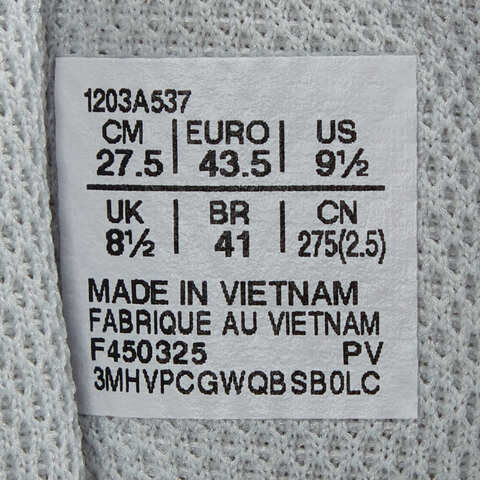 1203A537
CM | EURO | US
27.5 | 43.5 | 9½
UK | BR | CN
8½ | 41 | 275(2.5)
MADE IN VIETNAM
FABRIQUE AU VIETNAM
F450325 PV
3MHVPCGWQBSB0LC